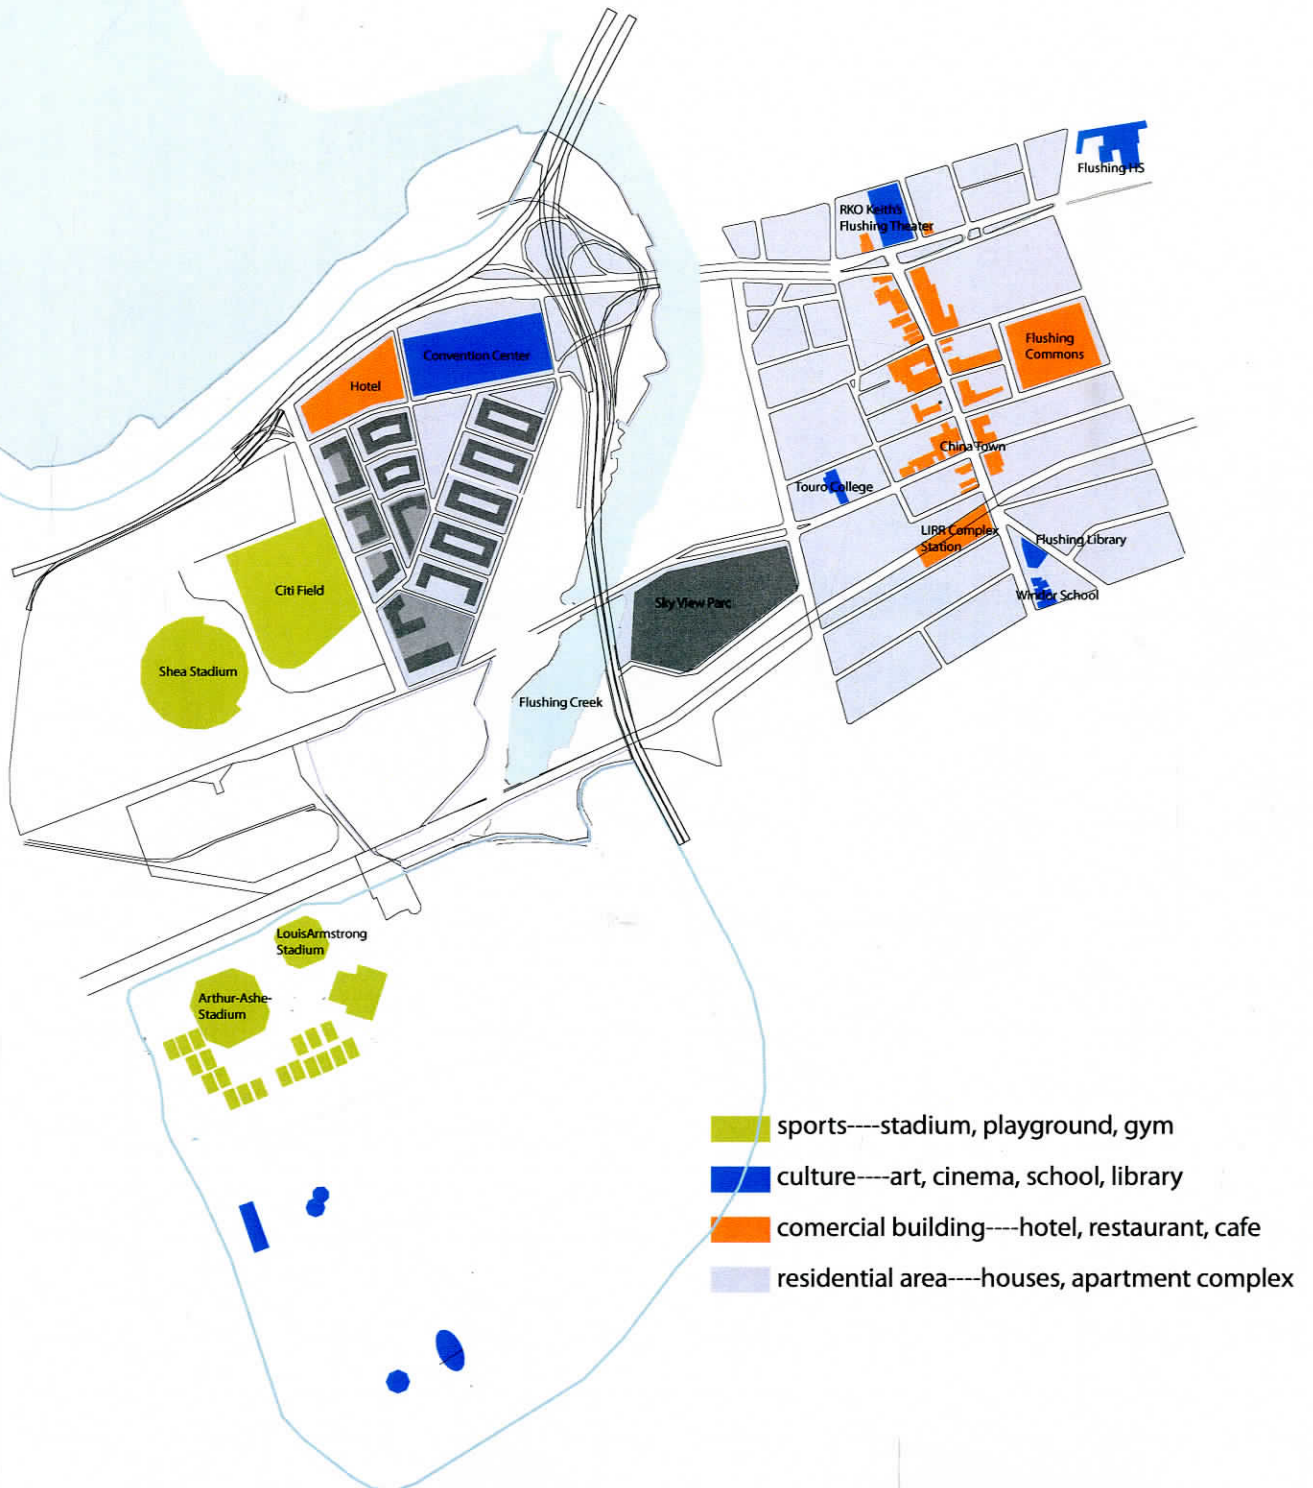 Flushing HS
RKO Keith's
Flushing Theater
Flushing
Commons
Convention Center
Hotel
China Town
Touro College
LIRR Complex
Station
Flushing Library
Windor School
Citi Field
Sky View Parc
Shea Stadium
Flushing Creek
LouisArmstrong
Stadium
Arthur-Ashe-
Stadium
sports----stadium, playground, gym
culture----art, cinema, school, library
comercial building----hotel, restaurant, cafe
residential area----houses, apartment complex